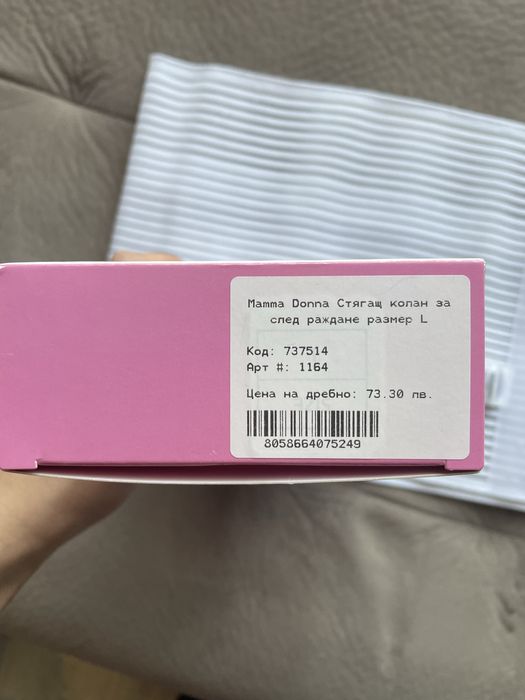 Mamma Donna Стягащ колан за
след раждане размер L
Код: 737514
Арт #: 1164
Цена на дребно: 73.30 лв.
8058664075249